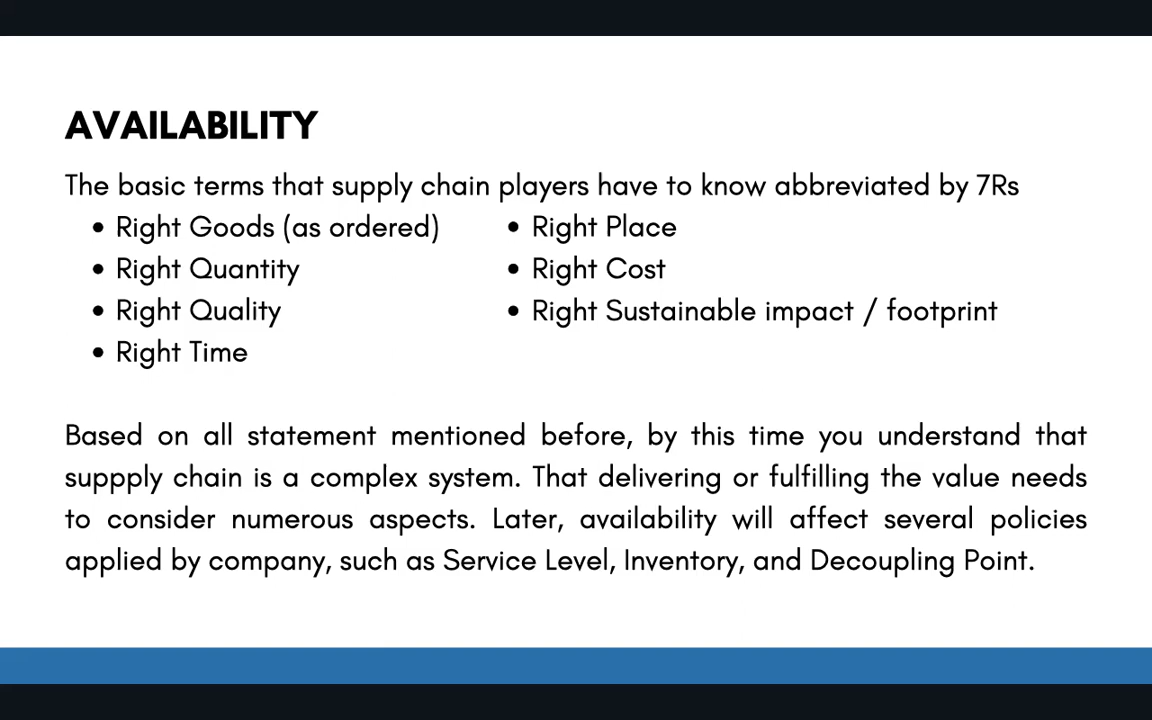 AVAILABILITY
The basic terms that supply chain players have to know abbreviated by 7Rs
• Right Goods (as ordered)
• Right Quantity
• Right Quality
• Right Time
• Right Place
• Right Cost
• Right Sustainable impact / footprint
Based on all statement mentioned before, by this time you understand that
suppply chain is a complex system. That delivering or fulfilling the value needs
to consider numerous aspects. Later, availability will affect several policies
applied by company, such as Service Level, Inventory, and Decoupling Point.